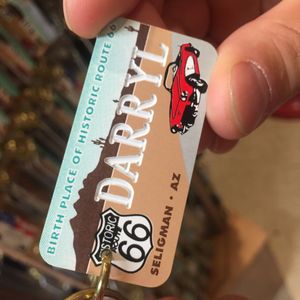 BIRTH PLACE OF HISTORIC ROUTE 66
DARRYL
HISTORIC
ROUTE
66
SELIGMAN • AZ